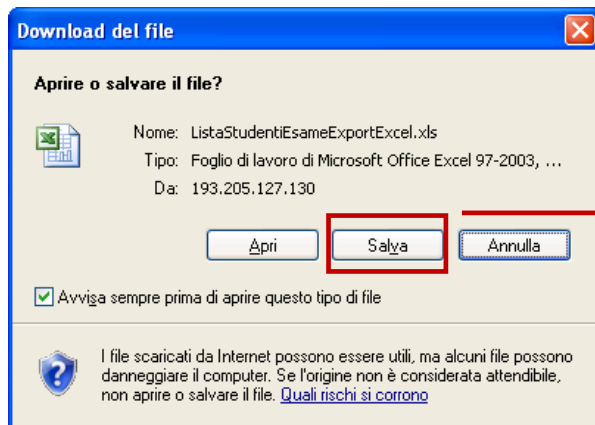 Download del file
Aprire o salvare il file?
Nome: ListaStudentiEsameExportExcel.xls
Tipo: Foglio di lavoro di Microsoft Office Excel 97-2003, ...
Da: 193.205.127.130
Apri Salva Annulla
Avvisa sempre prima di aprire questo tipo di file
I file scaricati da Internet possono essere utili, ma alcuni file possono
danneggiare il computer. Se l'origine non è considerata attendibile,
non aprire o salvare il file. Quali rischi si corrono